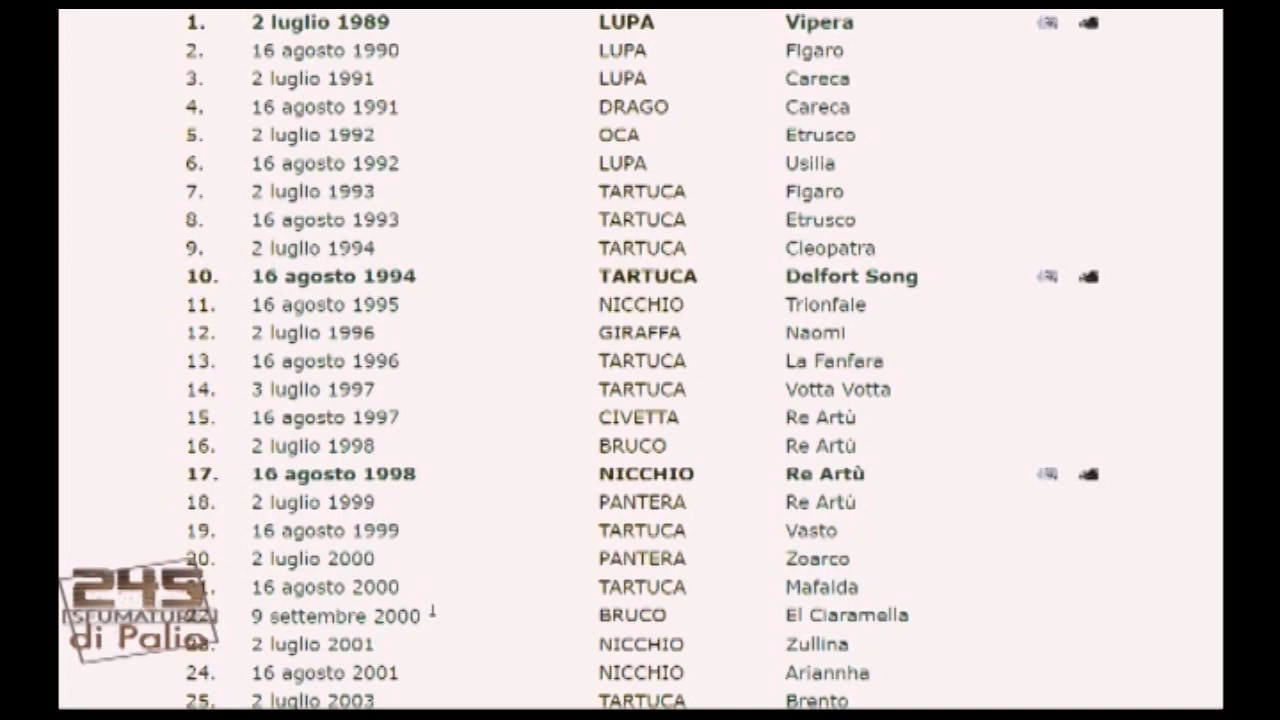 1. 2 luglio 1989 LUPA Vipera
2. 16 agosto 1990 LUPA Figaro
3. 2 luglio 1991 LUPA Careca
4. 16 agosto 1991 DRAGO Careca
5. 2 luglio 1992 OCA Etrusco
6. 16 agosto 1992 LUPA Usilia
7. 2 luglio 1993 TARTUCA Figaro
8. 16 agosto 1993 TARTUCA Etrusco
9. 2 luglio 1994 TARTUCA Cleopatra
10. 16 agosto 1994 TARTUCA Delfort Song
11. 16 agosto 1995 NICCHIO Trionfale
12. 2 luglio 1996 GIRAFFA Naomi
13. 16 agosto 1996 TARTUCA La Fanfara
14. 3 luglio 1997 TARTUCA Votta Votta
15. 16 agosto 1997 CIVETTA Re Artù
16. 2 luglio 1998 BRUCO Re Artù
17. 16 agosto 1998 NICCHIO Re Artù
18. 2 luglio 1999 PANTERA Re Artù
19. 16 agosto 1999 TARTUCA Vasto
20. 2 luglio 2000 PANTERA Zoarco
21. 16 agosto 2000 TARTUCA Mafalda
22. 9 settembre 2000 1 BRUCO El Ciaramella
23. 2 luglio 2001 NICCHIO Zullina
24. 16 agosto 2001 NICCHIO Ariannha
25. 2 luglio 2003 TARTUCA Brento
245
SFUMATURE
di Palio